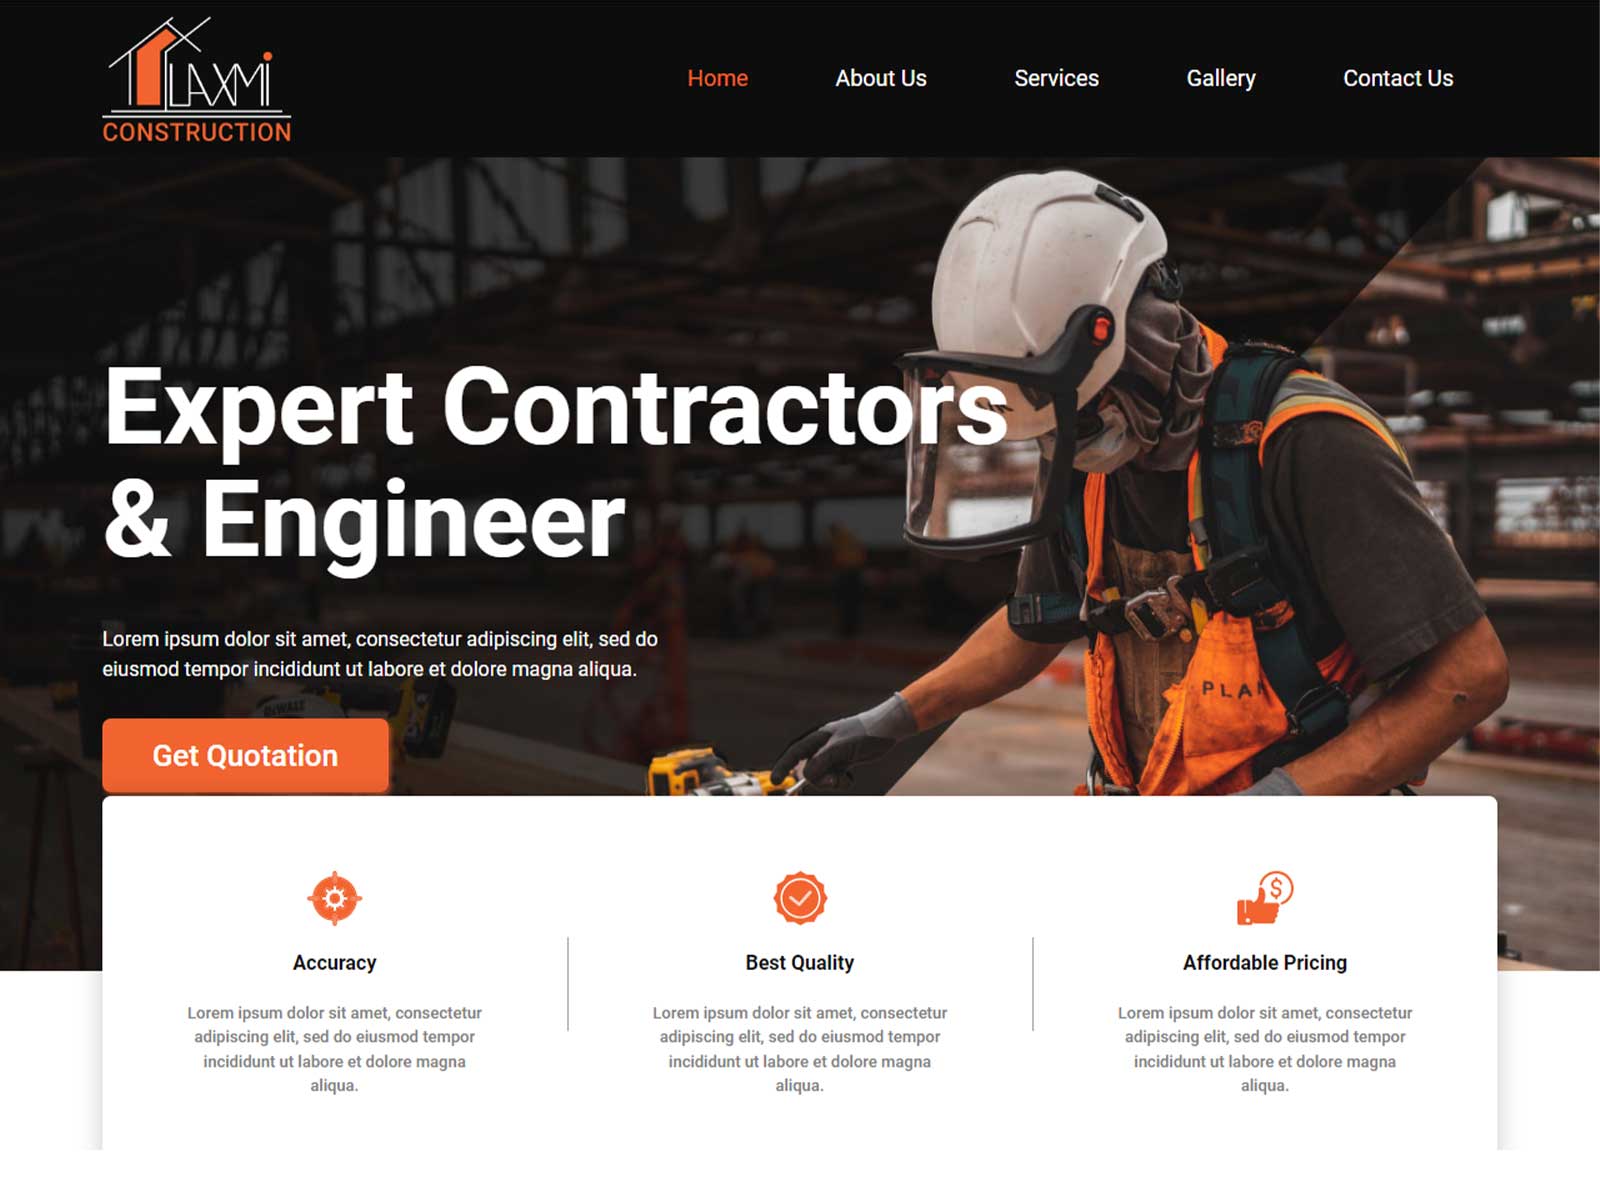 LAXMi
CONSTRUCTION
Home
About Us
Services
Gallery
Contact Us
Expert Contractors
& Engineer
Lorem ipsum dolor sit amet, consectetur adipiscing elit, sed do
eiusmod tempor incididunt ut labore et dolore magna aliqua.
DEWALT
PLAN
Get Quotation
Accuracy
Lorem ipsum dolor sit amet, consectetur
adipiscing elit, sed do eiusmod tempor
incididunt ut labore et dolore magna
aliqua.
Best Quality
Lorem ipsum dolor sit amet, consectetur
adipiscing elit, sed do eiusmod tempor
incididunt ut labore et dolore magna
aliqua.
$
Affordable Pricing
Lorem ipsum dolor sit amet, consectetur
adipiscing elit, sed do eiusmod tempor
incididunt ut labore et dolore magna
aliqua.